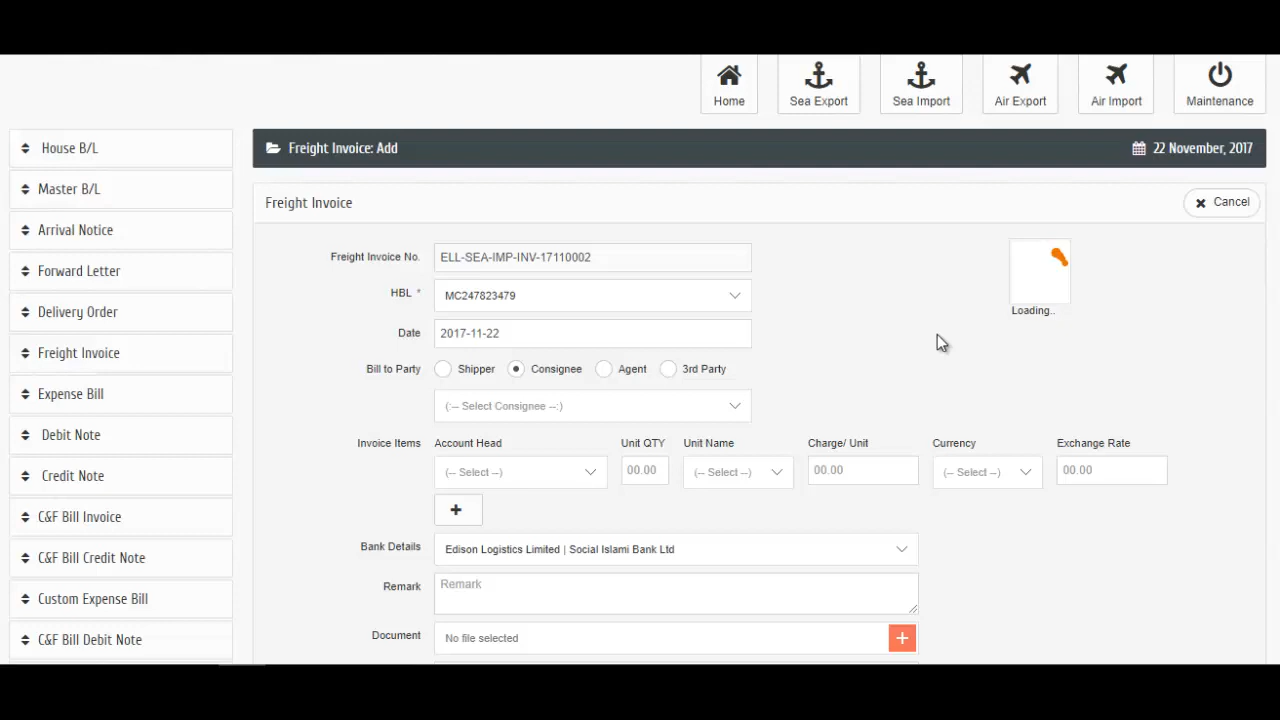 Home
Sea Export
Sea Import
Air Export
Air Import
Maintenance
House B/L
Master B/L
Arrival Notice
Forward Letter
Delivery Order
Freight Invoice
Expense Bill
Debit Note
Credit Note
C&F Bill Invoice
C&F Bill Credit Note
Custom Expense Bill
C&F Bill Debit Note
Freight Invoice: Add
22 November, 2017
Freight Invoice
Cancel
Freight Invoice No. ELL-SEA-IMP-INV-17110002
Loading..
HBL * MC247823479
Date 2017-11-22
Bill to Party Shipper Consignee Agent 3rd Party
(:-- Select Consignee --:)
Invoice Items Account Head Unit QTY Unit Name Charge/ Unit Currency Exchange Rate
(-- Select --) 00.00 (-- Select --) 00.00 (-- Select --) 00.00
+
Bank Details Edison Logistics Limited | Social Islami Bank Ltd
Remark Remark
Document No file selected +